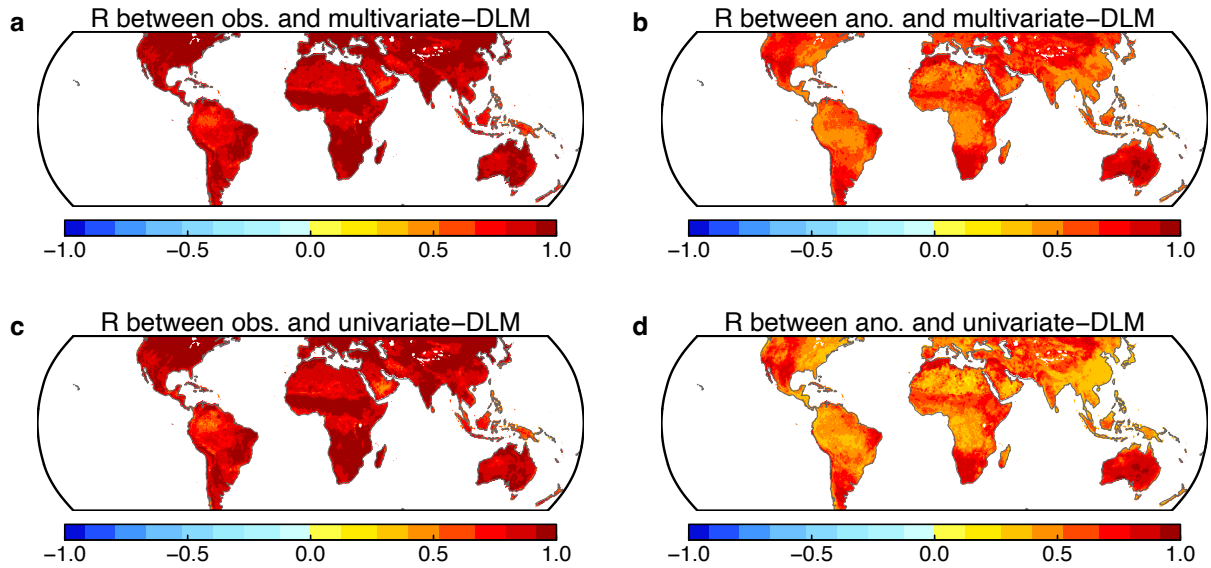 a R between obs. and multivariate−DLM
b R between ano. and multivariate−DLM
−1.0 −0.5 0.0 0.5 1.0
−1.0 −0.5 0.0 0.5 1.0
c R between obs. and univariate−DLM
d R between ano. and univariate−DLM
−1.0 −0.5 0.0 0.5 1.0
−1.0 −0.5 0.0 0.5 1.0